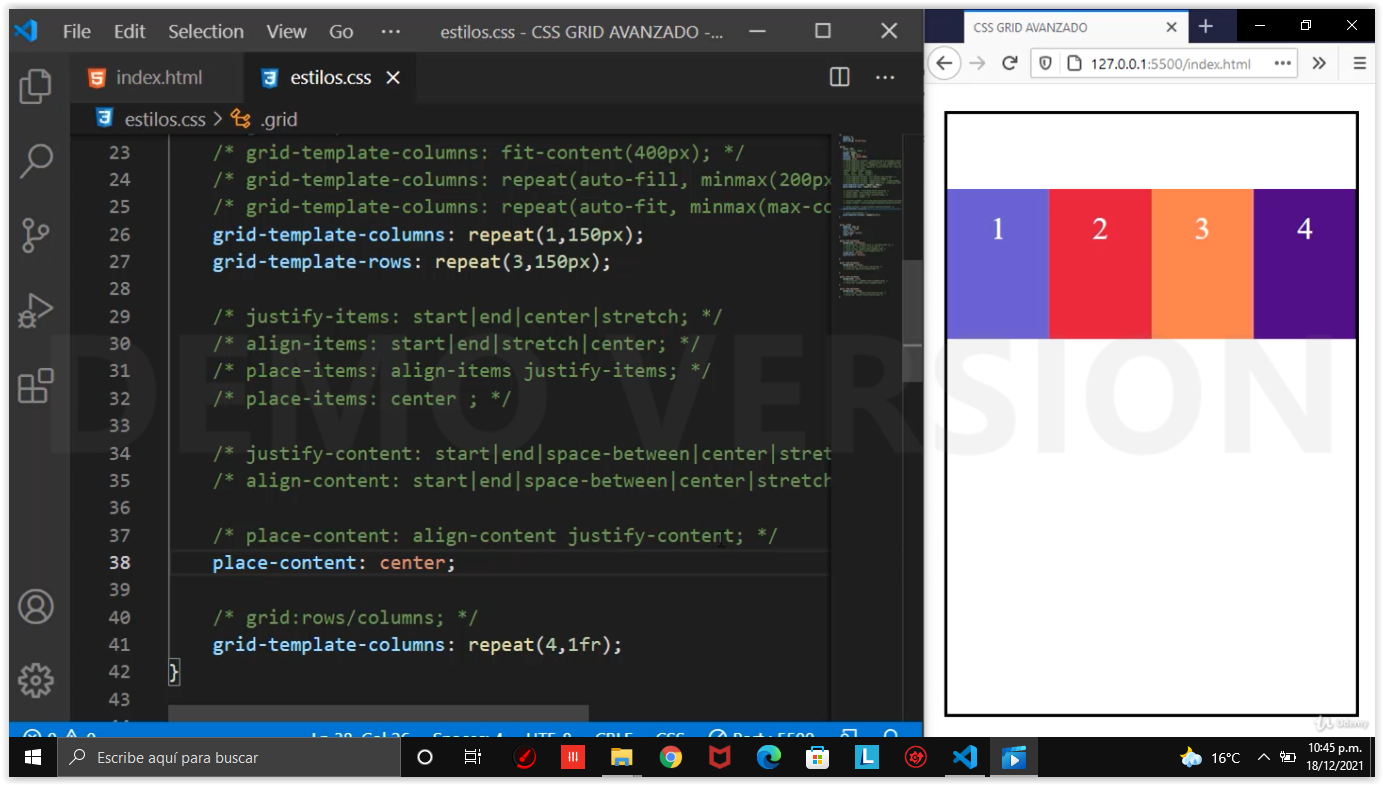 File Edit Selection View Go ··· estilos.css - CSS GRID AVANZADO -...
index.html estilos.css
estilos.css > .grid
23 /* grid-template-columns: fit-content(400px); */
24 /* grid-template-columns: repeat(auto-fill, minmax(200px
25 /* grid-template-columns: repeat(auto-fit, minmax(max-co
26 grid-template-columns: repeat(1,150px);
27 grid-template-rows: repeat(3,150px);
28
29 /* justify-items: start|end|center|stretch; */
30 /* align-items: start|end|stretch|center; */
31 /* place-items: align-items justify-items; */
32 /* place-items: center ; */
33
34 /* justify-content: start|end|space-between|center|stret
35 /* align-content: start|end|space-between|center|stretch
36
37 /* place-content: align-content justify-content; */
38 place-content: center;
39
40 /* grid:rows/columns; */
41 grid-template-columns: repeat(4,1fr);
42 }
43
CSS GRID AVANZADO
127.0.0.1:5500/index.html
1 2 3 4
DEMO VERSION
Udemy
Escribe aquí para buscar
16°C
10:45 p.m.
18/12/2021